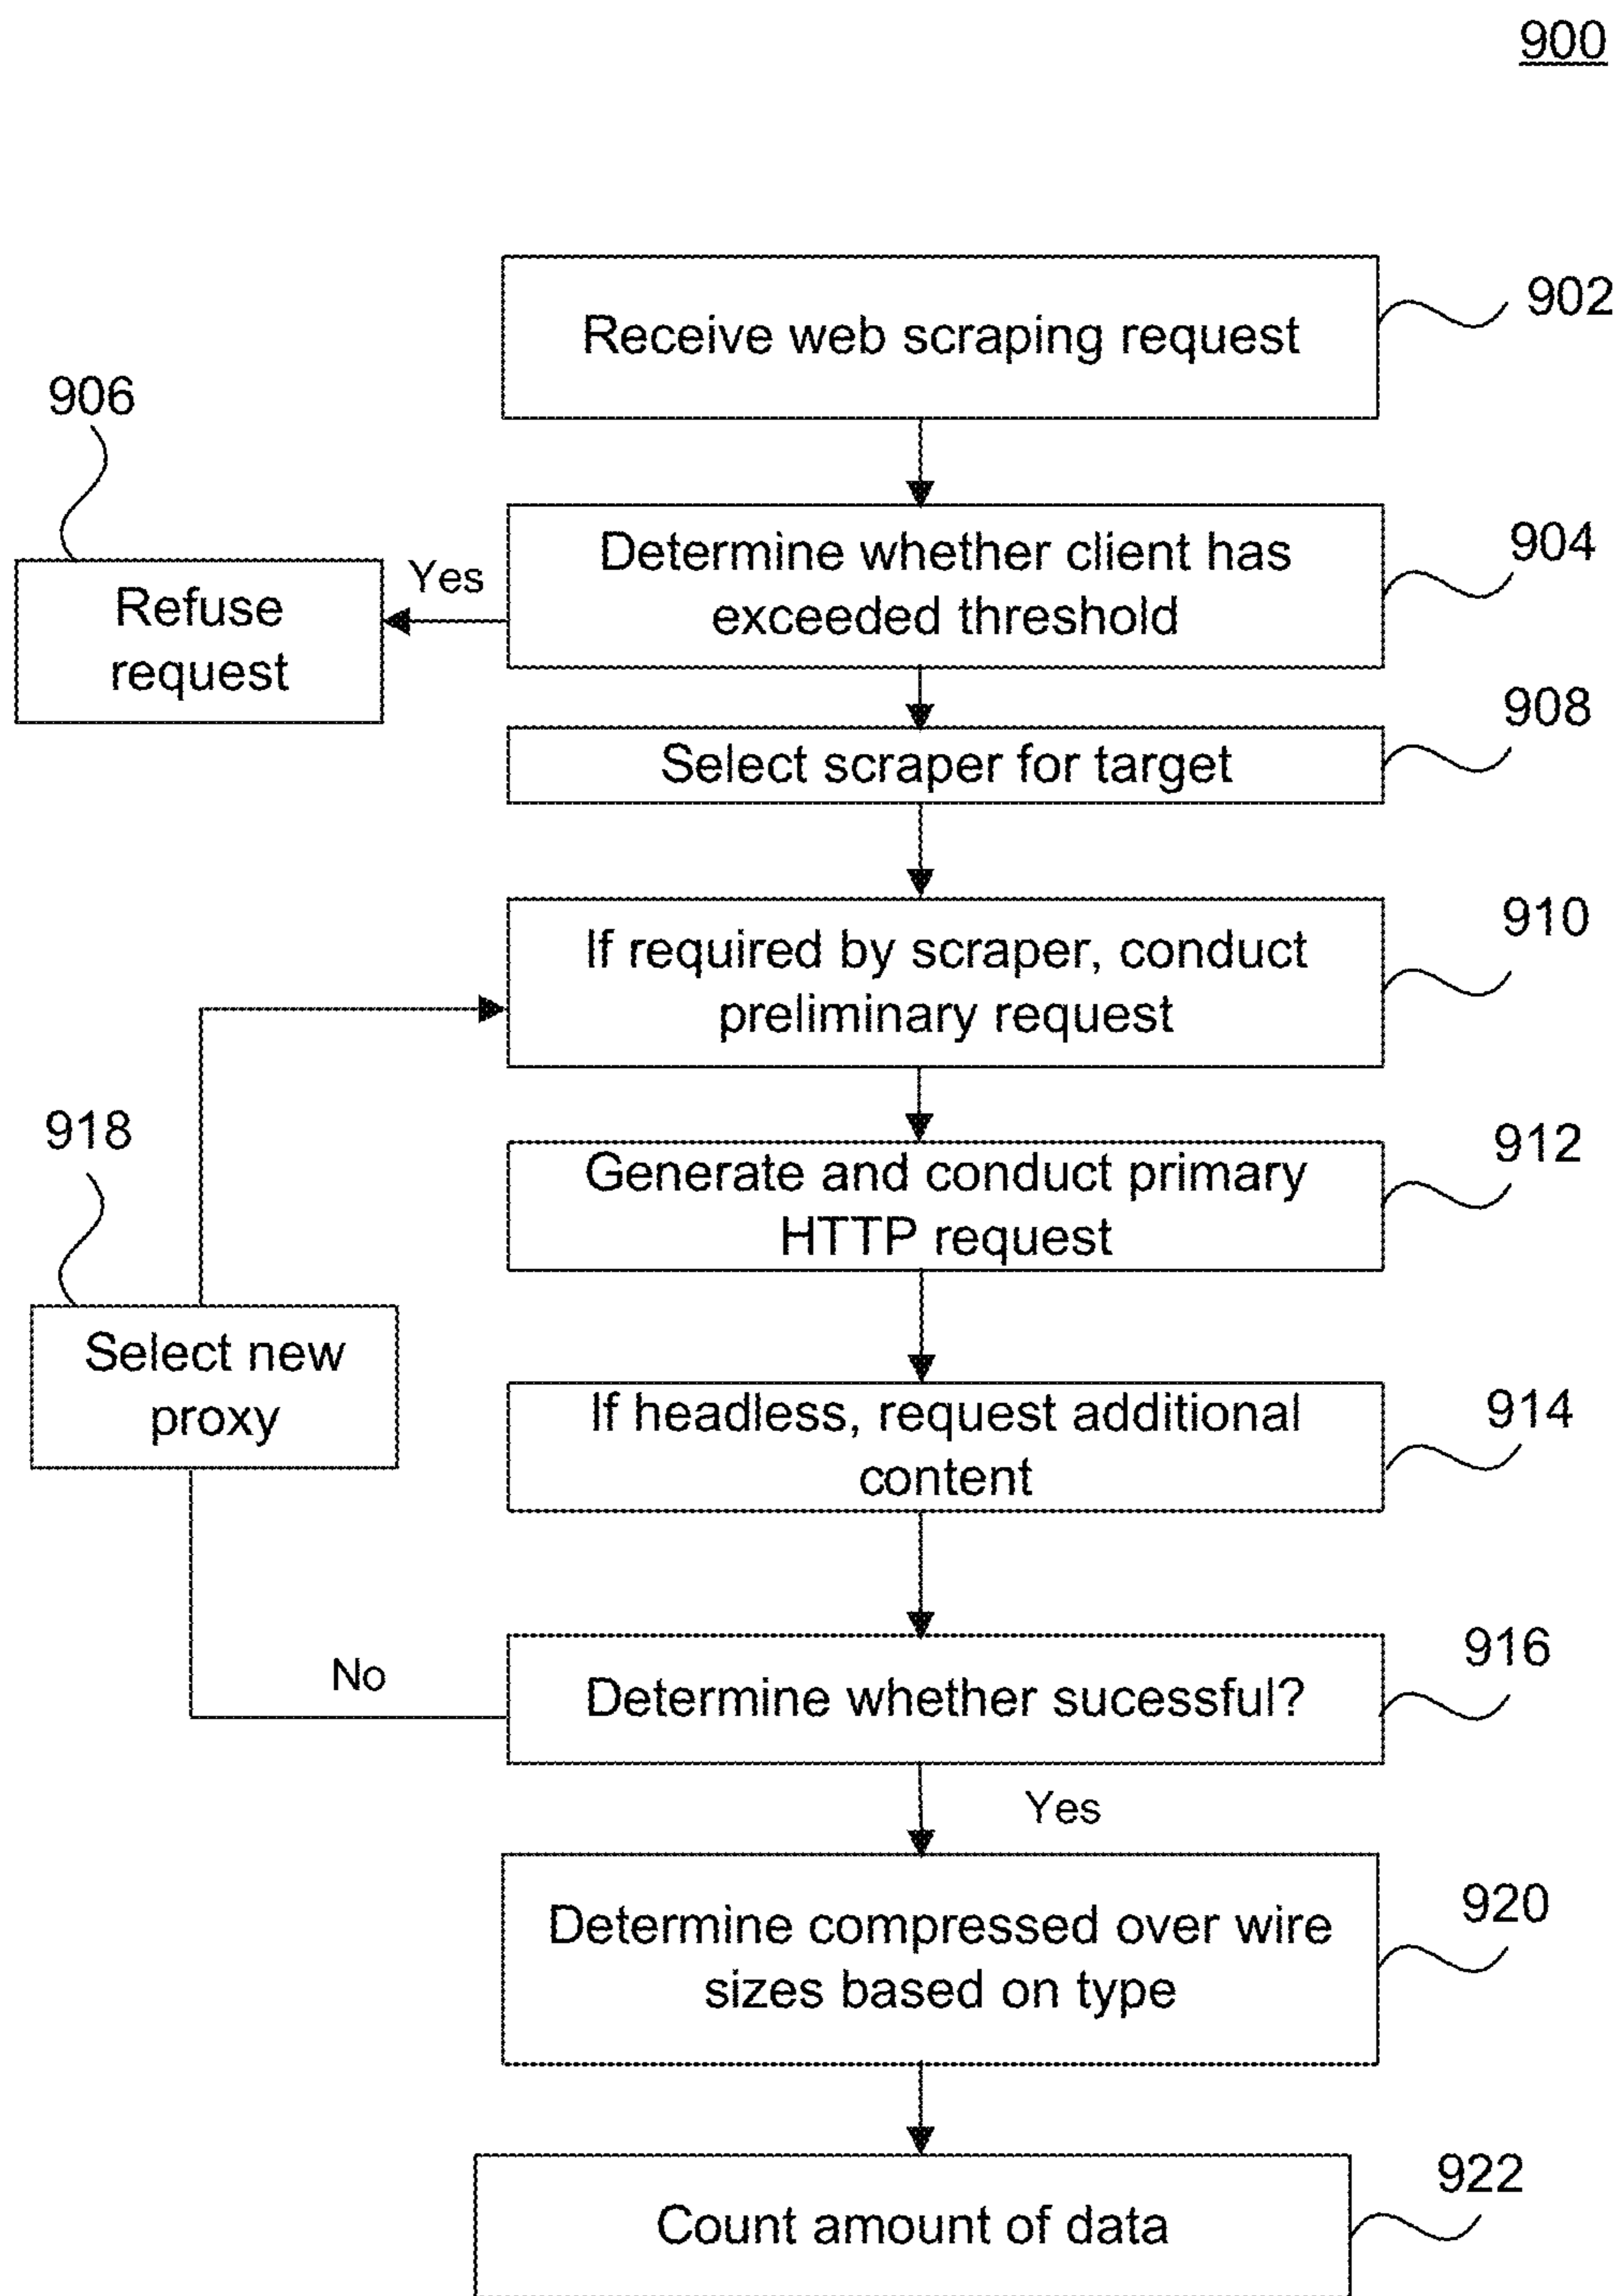 900
Receive web scraping request
902
906
Determine whether client has
exceeded threshold
904
Yes
Refuse
request
908
Select scraper for target
910
If required by scraper, conduct
preliminary request
918
912
Generate and conduct primary
HTTP request
Select new
proxy
914
If headless, request additional
content
916
No
Determine whether sucessful?
Yes
920
Determine compressed over wire
sizes based on type
922
Count amount of data